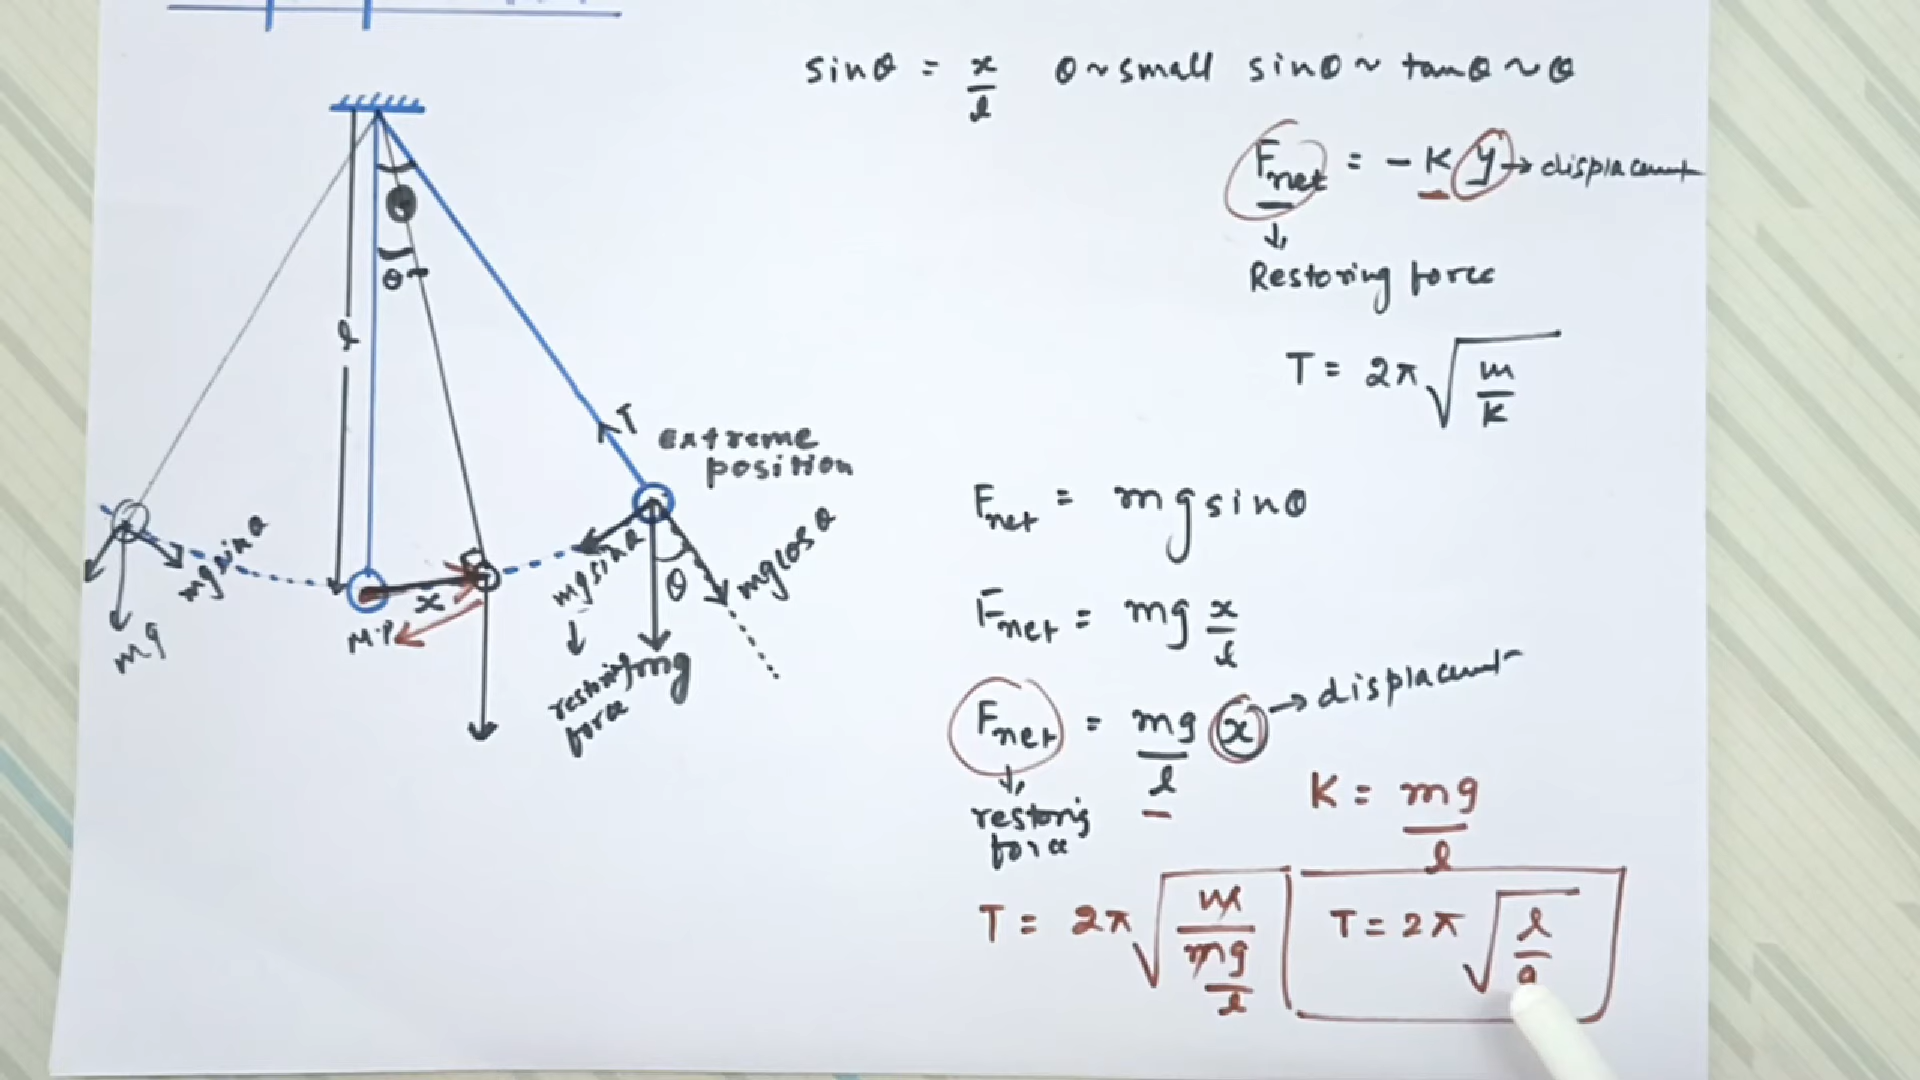 sinθ = x/l   θ ~ small   sinθ ~ tanθ ~ θ
Fnet = - K y → displacement
↓
Restoring force
T = 2π √(m/k)
θ
l
T
extreme position
mg sinθ
mg
M.P
x
mg sinθ
↓
restoring force
θ
mg
mg cosθ
Fnet = mg sinθ
Fnet = mg x/l
Fnet = mg/l x → displacement
↓
restoring force
K = mg/l
T = 2π √(m/(mg/l))
T = 2π √(l/g)